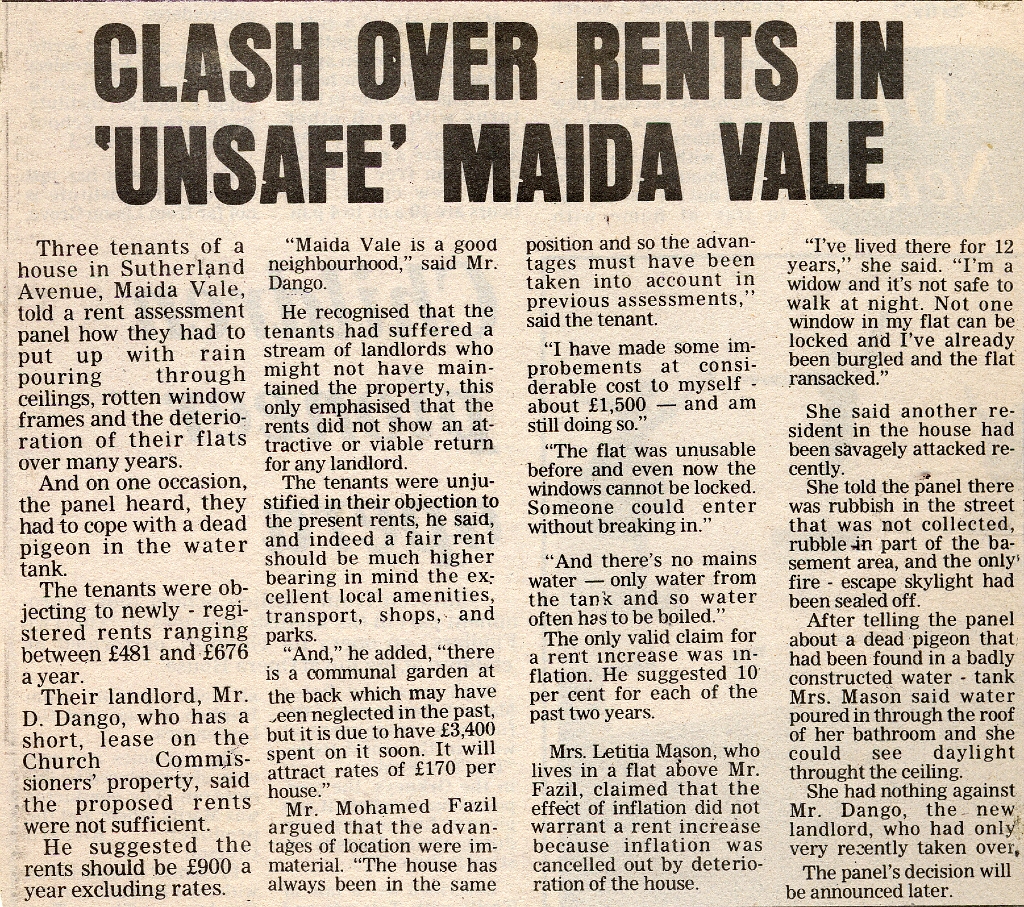 CLASH OVER RENTS IN
'UNSAFE' MAIDA VALE
Three tenants of a
house in Sutherland
Avenue, Maida Vale,
told a rent assessment
panel how they had to
put up with rain
pouring through
ceilings, rotten window
frames and the deterio-
ration of their flats
over many years.
And on one occasion,
the panel heard, they
had to cope with a dead
pigeon in the water
tank.
The tenants were ob-
jecting to newly - regi-
stered rents ranging
between £481 and £676
a year.
Their landlord, Mr.
D. Dango, who has a
short, lease on the
Church Commis-
sioners' property, said
the proposed rents
were not sufficient.
He suggested the
rents should be £900 a
year excluding rates.
"Maida Vale is a good
neighbourhood," said Mr.
Dango.
He recognised that the
tenants had suffered a
stream of landlords who
might not have main-
tained the property, this
only emphasised that the
rents did not show an at-
tractive or viable return
for any landlord.
The tenants were unju-
stified in their objection to
the present rents, he said,
and indeed a fair rent
should be much higher
bearing in mind the ex-
cellent local amenities,
transport, shops, and
parks.
"And," he added, "there
is a communal garden at
the back which may have
been neglected in the past,
but it is due to have £3,400
spent on it soon. It will
attract rates of £170 per
house."
Mr. Mohamed Fazil
argued that the advan-
tages of location were im-
material. "The house has
always been in the same
position and so the advan-
tages must have been
taken into account in
previous assessments,"
said the tenant.
"I have made some im-
probements at consi-
derable cost to myself -
about £1,500 — and am
still doing so."
"The flat was unusable
before and even now the
windows cannot be locked.
Someone could enter
without breaking in."
"And there's no mains
water — only water from
the tank and so water
often has to be boiled."
The only valid claim for
a rent increase was in-
flation. He suggested 10
per cent for each of the
past two years.
Mrs. Letitia Mason, who
lives in a flat above Mr.
Fazil, claimed that the
effect of inflation did not
warrant a rent increase
because inflation was
cancelled out by deterio-
ration of the house.
"I've lived there for 12
years," she said. "I'm a
widow and it's not safe to
walk at night. Not one
window in my flat can be
locked and I've already
been burgled and the flat
ransacked."
She said another re-
sident in the house had
been savagely attacked re-
cently.
She told the panel there
was rubbish in the street
that was not collected,
rubble in part of the ba-
sement area, and the only
fire - escape skylight had
been sealed off.
After telling the panel
about a dead pigeon that
had been found in a badly
constructed water - tank
Mrs. Mason said water
poured in through the roof
of her bathroom and she
could see daylight
throught the ceiling.
She had nothing against
Mr. Dango, the new
landlord, who had only
very recently taken over,
The panel's decision will
be announced later.